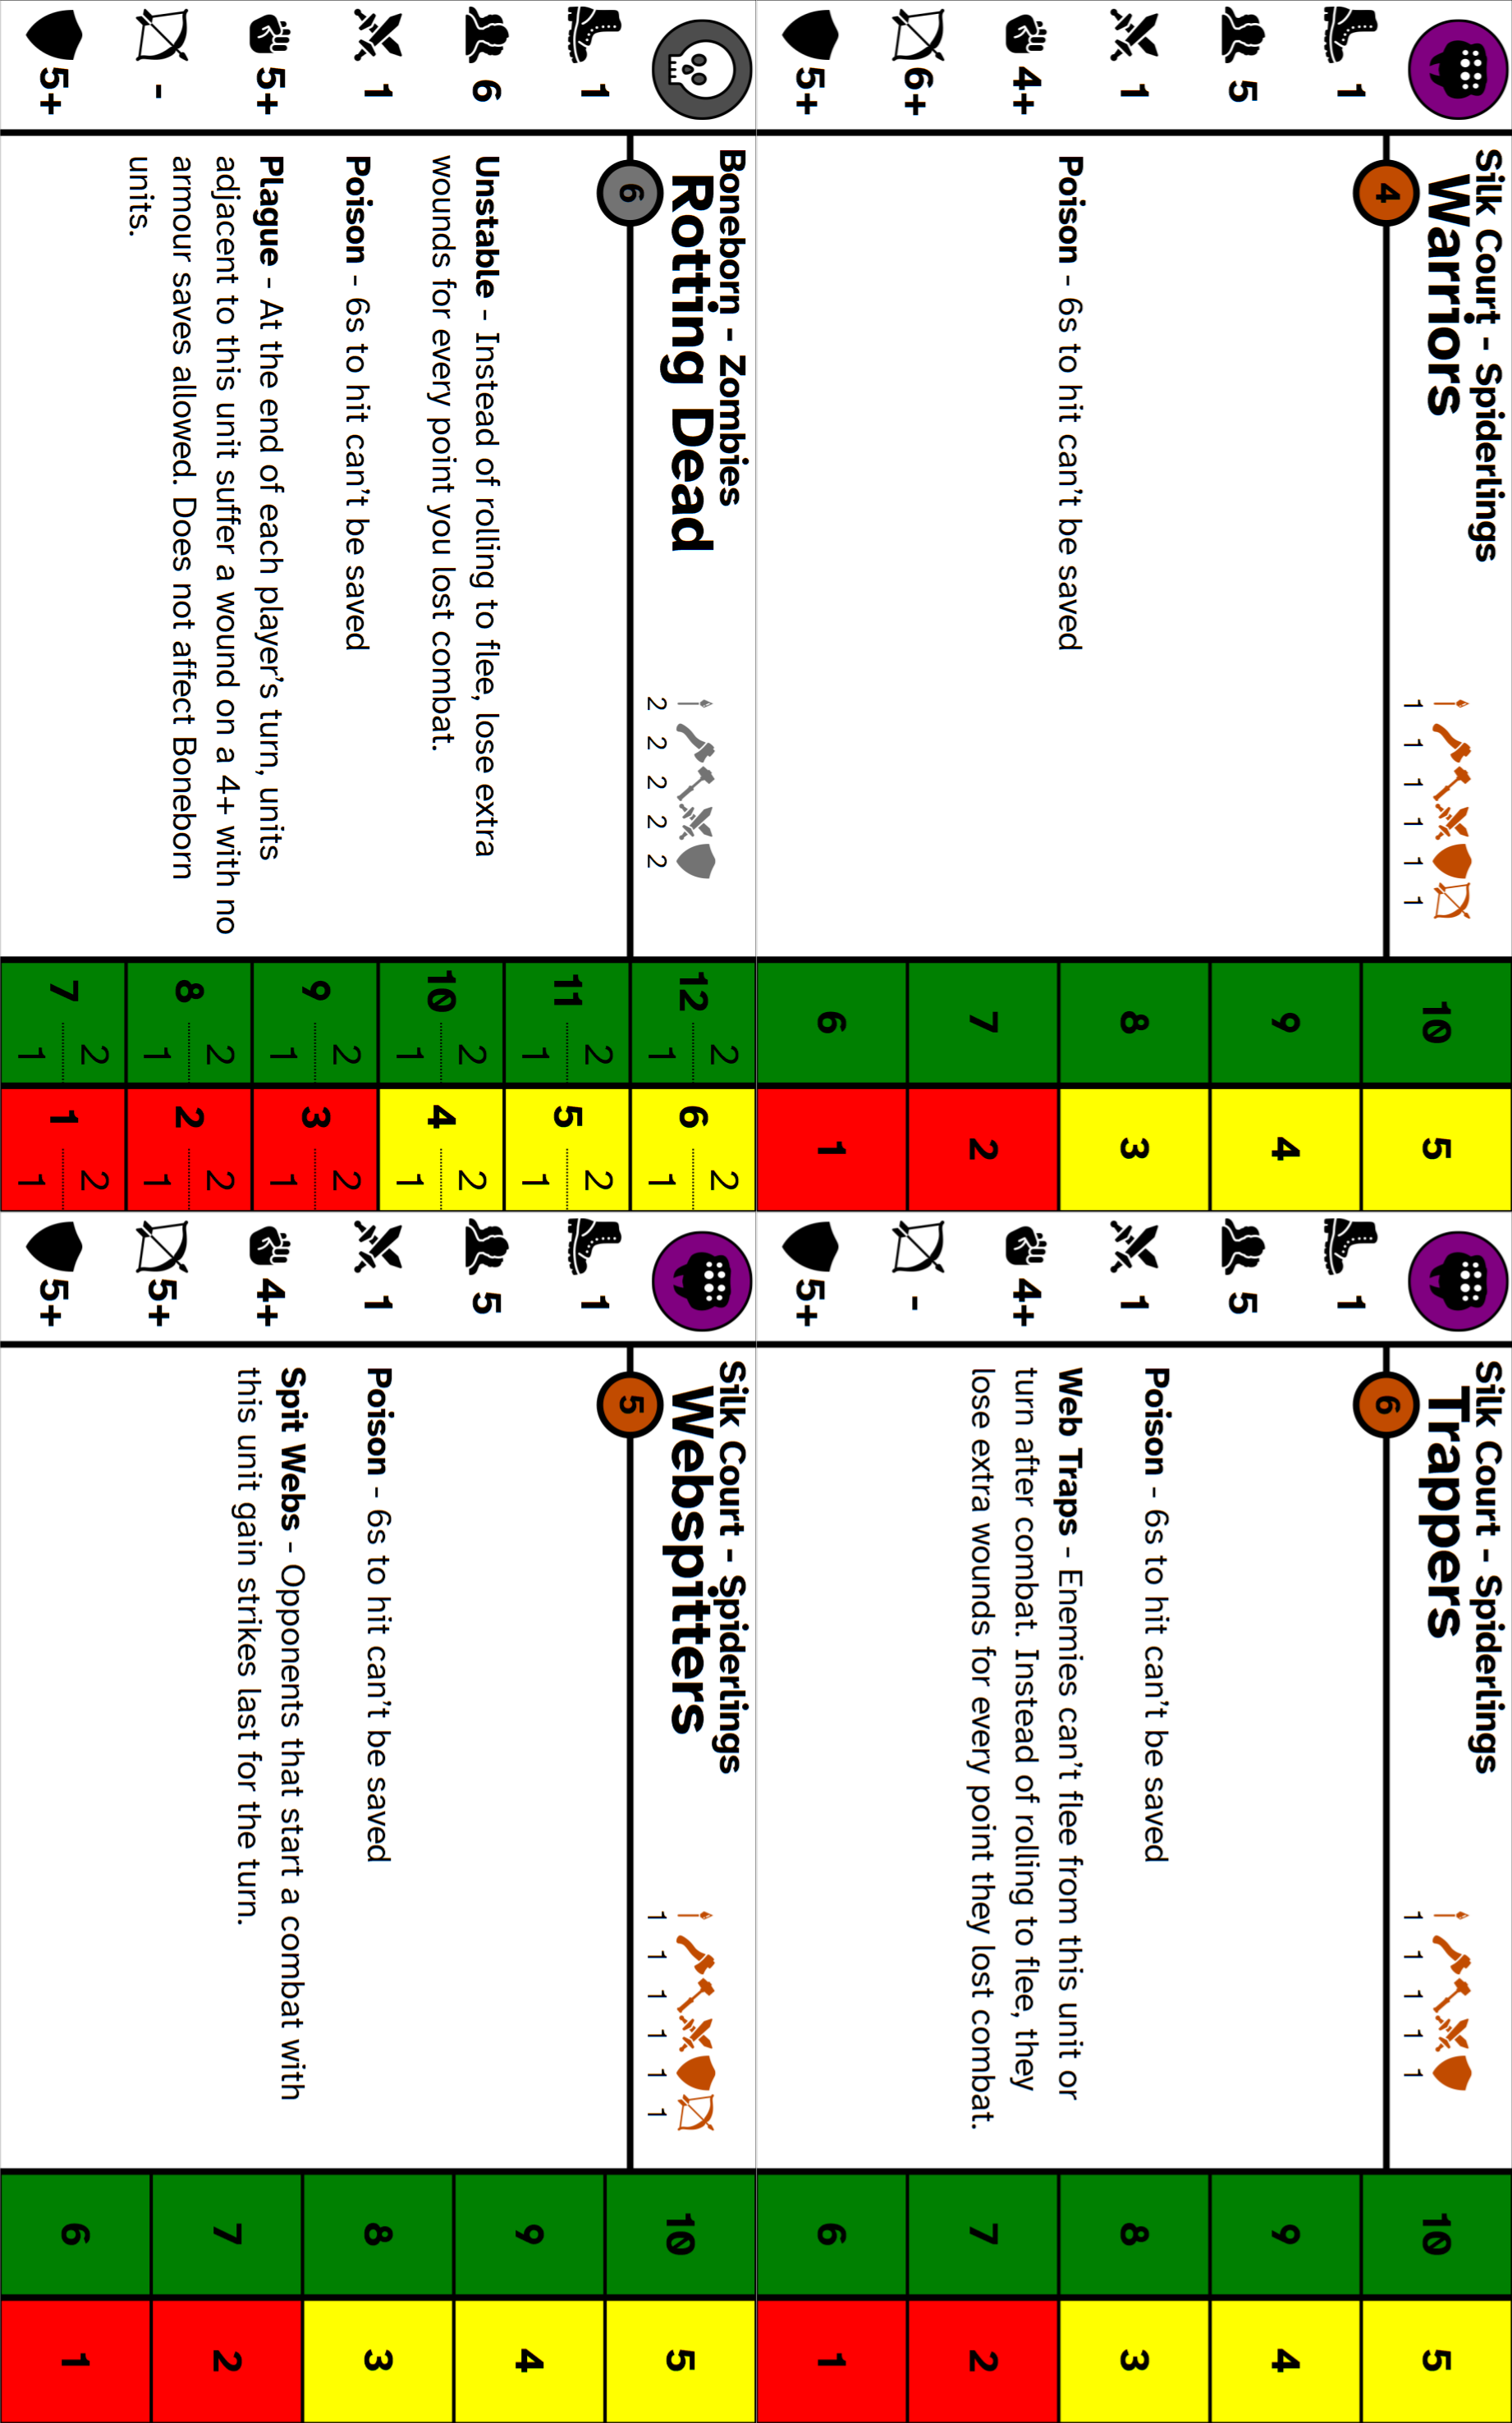 Silk Court - Spiderlings
Warriors
1 1 1 1 1 1
4
1
5
1
4+
6+
5+
Poison - 6s to hit can't be saved
10 5
9 4
8 3
7 2
6 1
Silk Court - Spiderlings
Trappers
1 1 1 1 1
6
1
5
1
4+
-
5+
Poison - 6s to hit can't be saved
Web Traps - Enemies can't flee from this unit or
turn after combat. Instead of rolling to flee, they
lose extra wounds for every point they lost combat.
10 5
9 4
8 3
7 2
6 1
Boneborn - Zombies
Rotting Dead
2 2 2 2 2
6
1
6
1
5+
-
5+
Unstable - Instead of rolling to flee, lose extra
wounds for every point you lost combat.
Poison - 6s to hit can't be saved
Plague - At the end of each player's turn, units
adjacent to this unit suffer a wound on a 4+ with no
armour saves allowed. Does not affect Boneborn
units.
12 2 1 6 2 1
11 2 1 5 2 1
10 2 1 4 2 1
9 2 1 3 2 1
8 2 1 2 2 1
7 2 1 1 2 1
Silk Court - Spiderlings
Webspitters
1 1 1 1 1 1
5
1
5
1
4+
5+
5+
Poison - 6s to hit can't be saved
Spit Webs - Opponents that start a combat with
this unit gain strikes last for the turn.
10 5
9 4
8 3
7 2
6 1